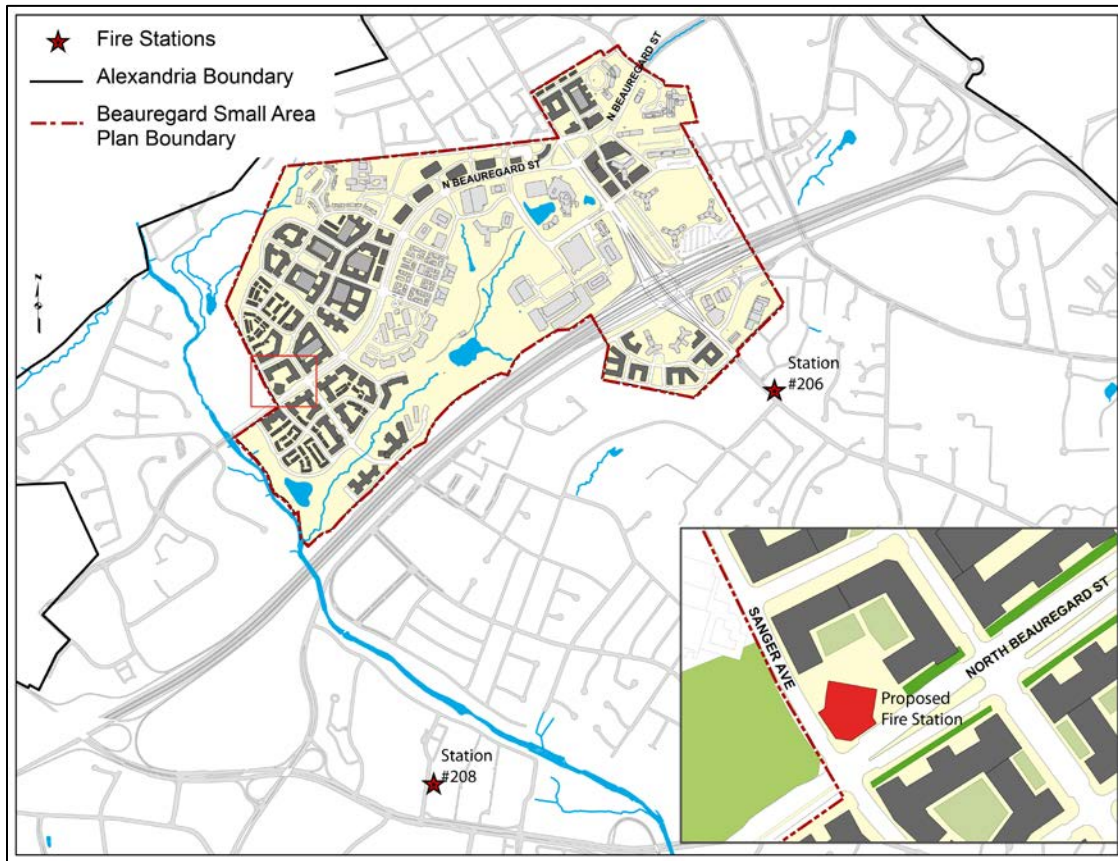 Fire Stations
Alexandria Boundary
Beauregard Small Area
Plan Boundary
N BEAUREGARD ST
N BEAUREGARD ST
Z
Station
#206
Station
#208
SANGER AVE
NORTH BEAUREGARD ST
Proposed
Fire Station